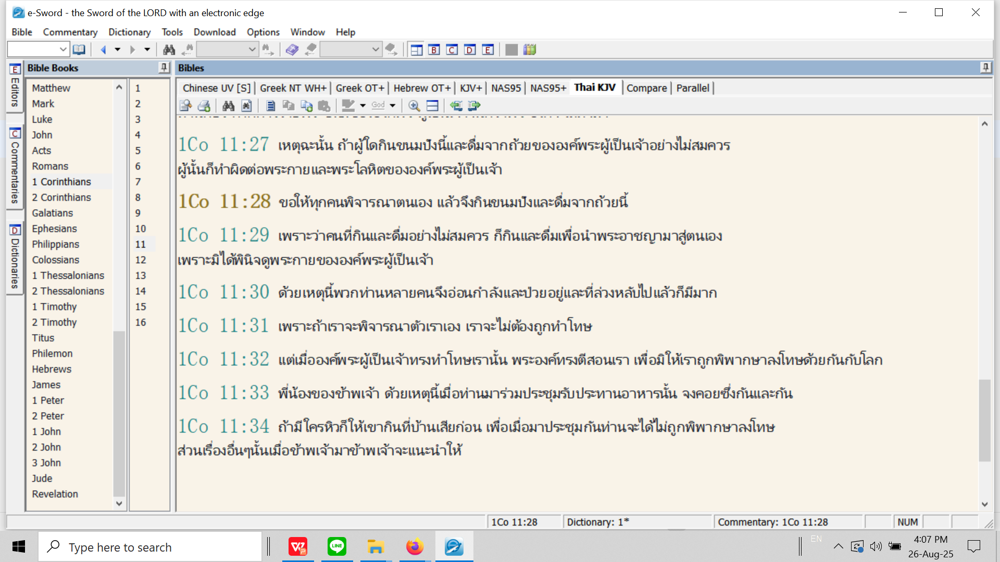 e-Sword - the Sword of the LORD with an electronic edge
Bible Commentary Dictionary Tools Download Options Window Help
B C D E
E Editors
C Commentaries
D Dictionaries
Bible Books
Matthew
Mark
Luke
John
Acts
Romans
1 Corinthians
2 Corinthians
Galatians
Ephesians
Philippians
Colossians
1 Thessalonians
2 Thessalonians
1 Timothy
2 Timothy
Titus
Philemon
Hebrews
James
1 Peter
2 Peter
1 John
2 John
3 John
Jude
Revelation
1
2
3
4
5
6
7
8
9
10
11
12
13
14
15
16
Bibles
Chinese UV [S] Greek NT WH+ Greek OT+ Hebrew OT+ KJV+ NAS95 NAS95+ Thai KJV Compare Parallel
God
1Co 11:27 เหตุฉะนั้น ถ้าผู้ใดกินขนมปังนี้และดื่มจากถ้วยขององค์พระผู้เป็นเจ้าอย่างไม่สมควร
ผู้นั้นก็ทำผิดต่อพระกายและพระโลหิตขององค์พระผู้เป็นเจ้า
1Co 11:28 ขอให้ทุกคนพิจารณาตนเอง แล้วจึงกินขนมปังและดื่มจากถ้วยนี้
1Co 11:29 เพราะว่าคนที่กินและดื่มอย่างไม่สมควร ก็กินและดื่มเพื่อนำพระอาชญามาสู่ตนเอง
เพราะมิได้พินิจดูพระกายขององค์พระผู้เป็นเจ้า
1Co 11:30 ด้วยเหตุนี้พวกท่านหลายคนจึงอ่อนกำลังและป่วยอยู่และที่ล่วงหลับไปแล้วก็มีมาก
1Co 11:31 เพราะถ้าเราจะพิจารณาตัวเราเอง เราจะไม่ต้องถูกทำโทษ
1Co 11:32 แต่เมื่อองค์พระผู้เป็นเจ้าทรงทำโทษเรานั้น พระองค์ทรงตีสอนเรา เพื่อมิให้เราถูกพิพากษาลงโทษด้วยกันกับโลก
1Co 11:33 พี่น้องของข้าพเจ้า ด้วยเหตุนี้เมื่อท่านมาร่วมประชุมรับประทานอาหารนั้น จงคอยซึ่งกันและกัน
1Co 11:34 ถ้ามีใครหิวก็ให้เขากินที่บ้านเสียก่อน เพื่อเมื่อมาประชุมกันท่านจะได้ไม่ถูกพิพากษาลงโทษ
ส่วนเรื่องอื่นๆนั้นเมื่อข้าพเจ้ามาข้าพเจ้าจะแนะนำให้
1Co 11:28 Dictionary: 1* Commentary: 1Co 11:28 NUM
Type here to search
LINE
EN
4:07 PM
26-Aug-25